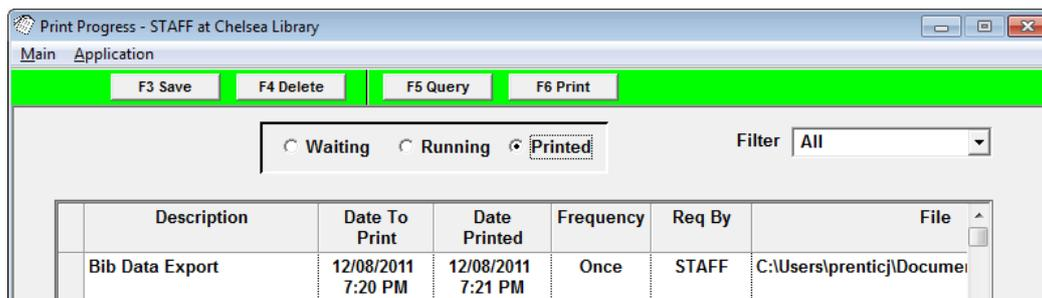 Print Progress - STAFF at Chelsea Library
Main Application
F3 Save F4 Delete F5 Query F6 Print
Waiting Running Printed Filter All
Description Date To Print Date Printed Frequency Req By File
Bib Data Export 12/08/2011 7:20 PM 12/08/2011 7:21 PM Once STAFF C:\Users\prenticj\Docume